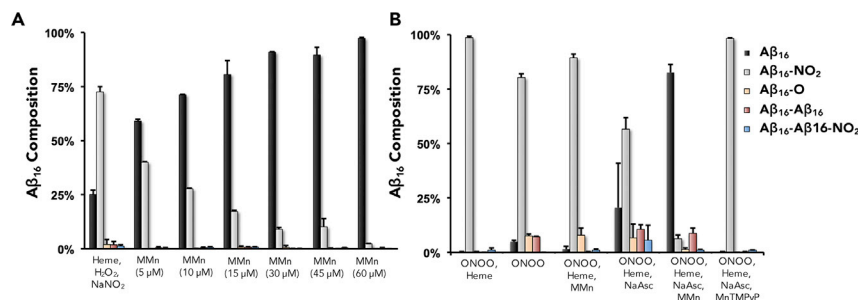 A
Aβ₁₆ Composition
100%
75%
50%
25%
0%
Heme,
H₂O₂,
NaNO₂
MMn
(5 μM)
MMn
(10 μM)
MMn
(15 μM)
MMn
(30 μM)
MMn
(45 μM)
MMn
(60 μM)
B
Aβ₁₆ Composition
100%
75%
50%
25%
0%
ONOO,
Heme
ONOO
ONOO,
Heme,
MMn
ONOO,
Heme,
NaAsc
ONOO,
Heme,
NaAsc,
MMn
ONOO,
Heme,
NaAsc,
MnTMPyP
Aβ₁₆
Aβ₁₆-NO₂
Aβ₁₆-O
Aβ₁₆-Aβ₁₆
Aβ₁₆-Aβ16-NO₂